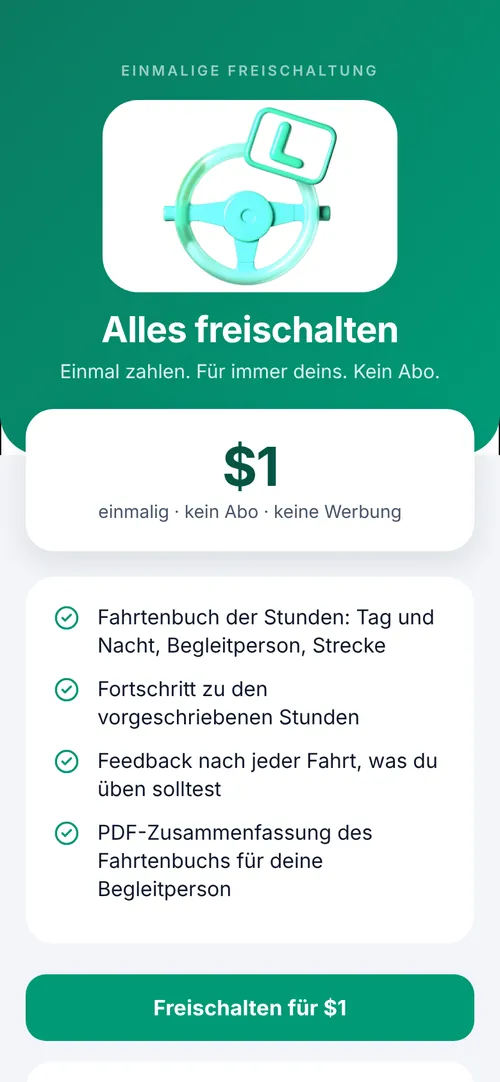 EINMALIGE FREISCHALTUNG
L
Alles freischalten
Einmal zahlen. Für immer deins. Kein Abo.
$1
einmalig · kein Abo · keine Werbung
Fahrtenbuch der Stunden: Tag und
Nacht, Begleitperson, Strecke
Fortschritt zu den
vorgeschriebenen Stunden
Feedback nach jeder Fahrt, was du
üben solltest
PDF-Zusammenfassung des
Fahrtenbuchs für deine
Begleitperson
Freischalten für $1